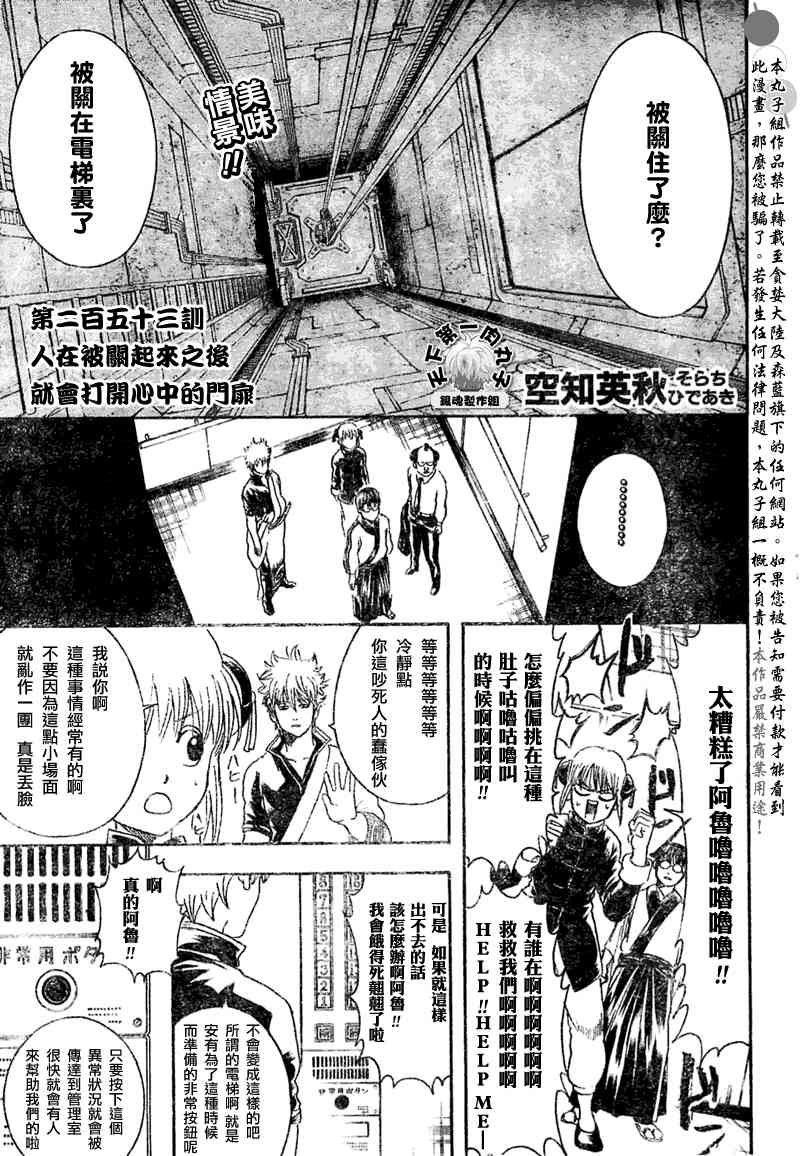 本丸子組作品禁止轉載至貪婪大陸及森藍旗下的任何網站。如果您被告知需要付款才能看到
此漫畫，那麼您被騙了。若發生任何法律問題，本丸子組一概不負責！本作品嚴禁商業用途！
被關住了麼？
美味
情景!!
被關在電梯裏了
第二百五十三訓
人在被關起來之後
就會打開心中的門扉
天下第一肉丸子
銀魂製作組
空知英秋
そらち
ひであき
………
太糟糕了阿魯嚕嚕嚕嚕嚕!!
怎麼偏偏挑在這種
肚子咕嚕咕嚕叫
的時候啊啊啊啊!!
有誰在啊啊啊啊啊
救救我們啊啊啊啊
HELP!!HELP ME—
等等等等等等
冷靜點
你這吵死人的蠢傢伙
我說你啊
這種事情經常有的啊
不要因為這點小場面
就亂作一團 真是丟臉
可是 如果就這樣
出不去的話
該怎麼辦啊阿魯!!
我會餓得死翹翹了啦
不會變成這樣的吧
所謂的電梯啊 就是
安有為了這種時候
而準備的非常按鈕呢
非常用ボタン
啊
真的阿魯!!
非常用ボタ
只要按下這個
異常狀況就會被
傳達到管理室
很快就會有人
來幫助我們的啦